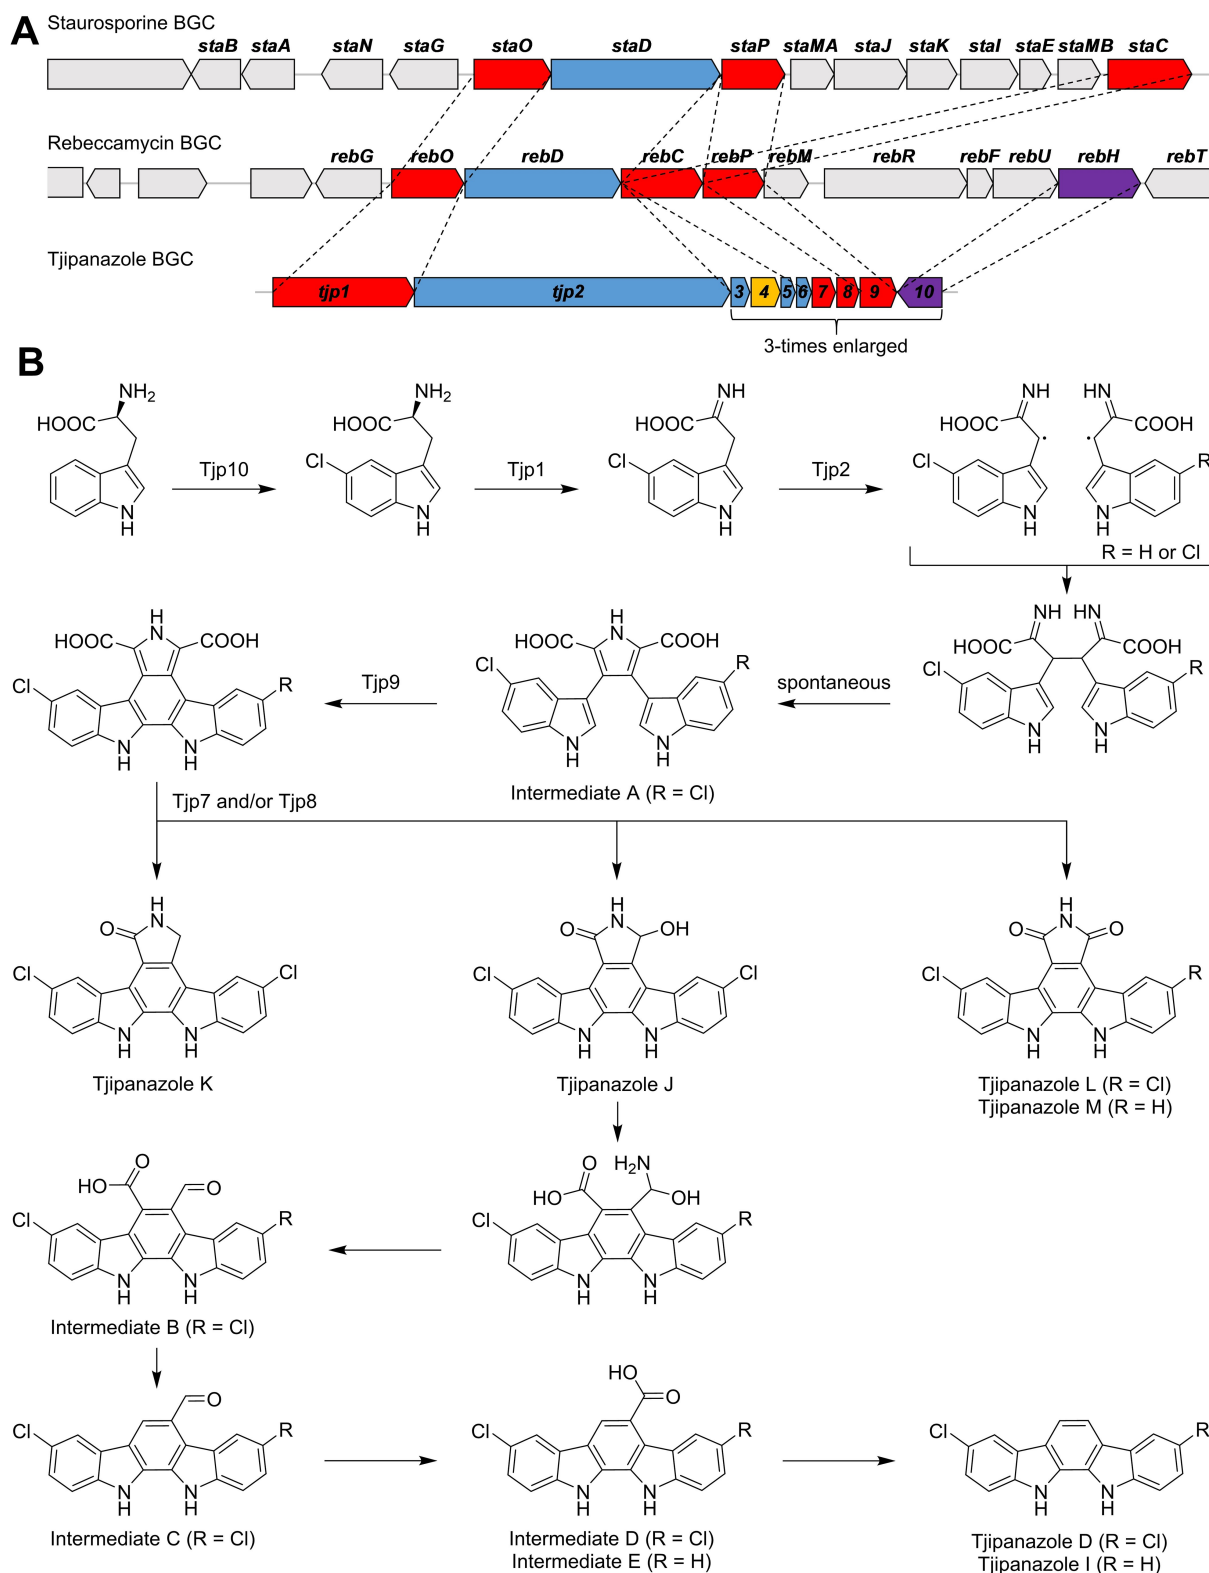 A
Staurosporine BGC
staB staA staN staG staO staD staP staMA staJ staK staI staE staMB staC
Rebeccamycin BGC
rebG rebO rebD rebC rebP rebM rebR rebF rebU rebH rebT
Tjipanazole BGC
tjp1 tjp2 3 4 5 6 7 8 9 10
3-times enlarged
B
NH2 NH2 NH NH HN
HOOC HOOC HOOC HOOC COOH
Cl Cl Cl R
Tjp10 Tjp1 Tjp2
N H N H N H N H N H
R = H or Cl
H N H N NH HN
HOOC COOH HOOC COOH HOOC COOH
Cl R Cl R Cl R
Tjp9 spontaneous
N H N H N H N H N H N H
Intermediate A (R = Cl)
Tjp7 and/or Tjp8
H N H N H N
O O OH O O
Cl Cl Cl Cl Cl R
N H N H N H N H N H N H
Tjipanazole K Tjipanazole J Tjipanazole L (R = Cl)
Tjipanazole M (R = H)
O O H2N
HO O HO OH
Cl R Cl R
N H N H N H N H
Intermediate B (R = Cl)
HO
O O
Cl R Cl R Cl R
N H N H N H N H N H N H
Intermediate C (R = Cl) Intermediate D (R = Cl) Tjipanazole D (R = Cl)
Intermediate E (R = H) Tjipanazole I (R = H)